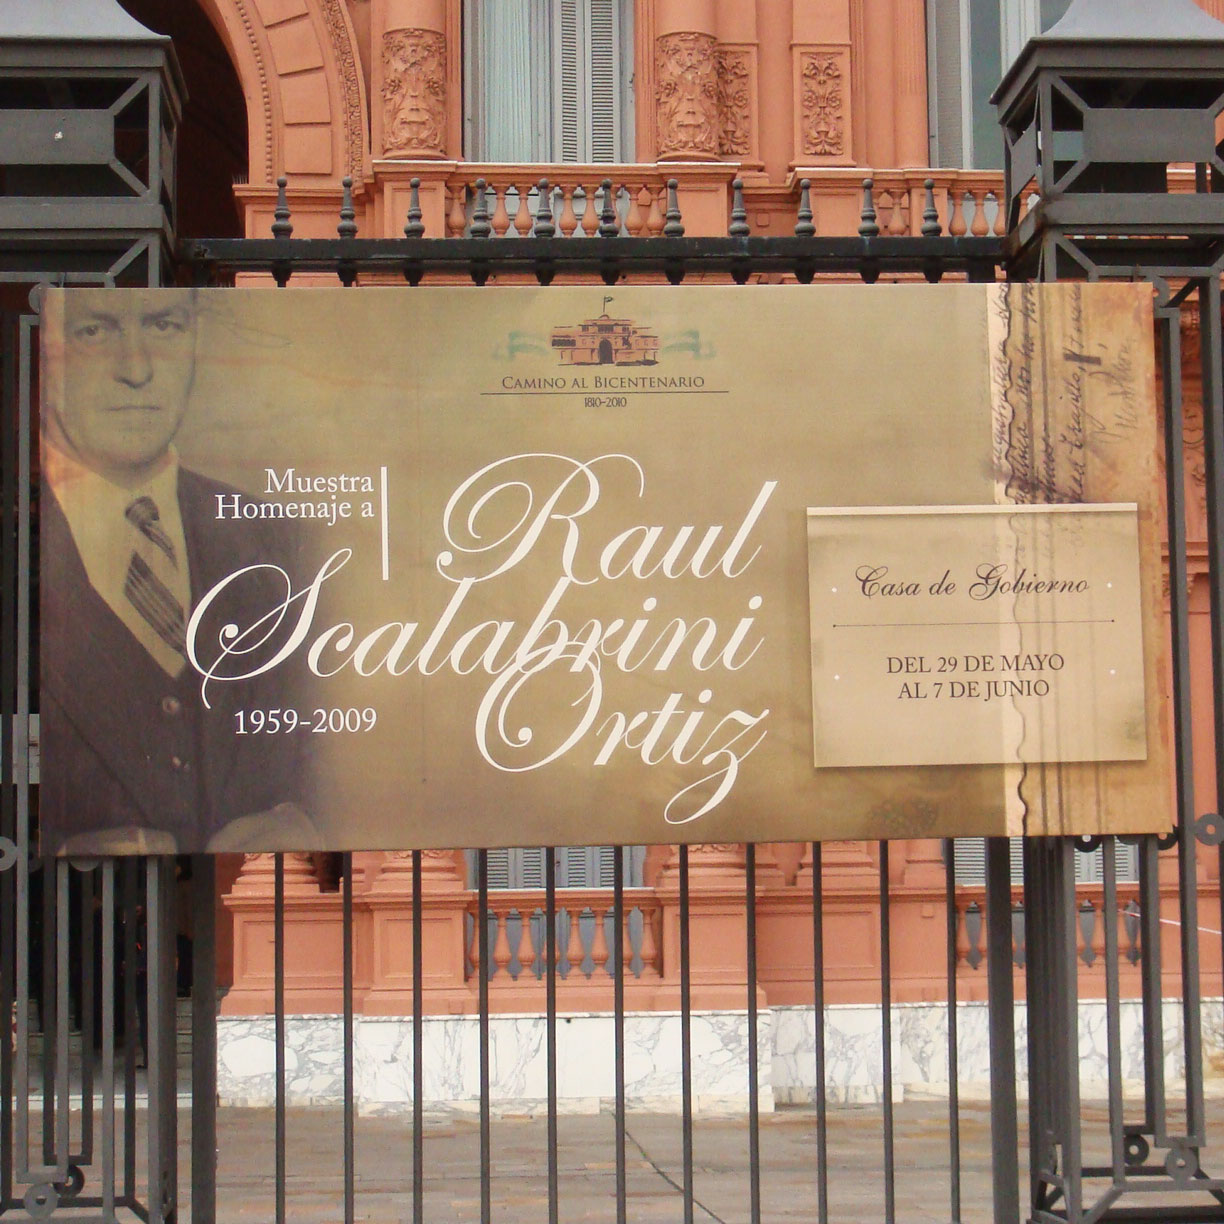 CAMINO AL BICENTENARIO
1810-2010
Muestra
Homenaje a
Raul
Scalabrini
Ortiz
1959-2009
Casa de Gobierno
DEL 29 DE MAYO
AL 7 DE JUNIO